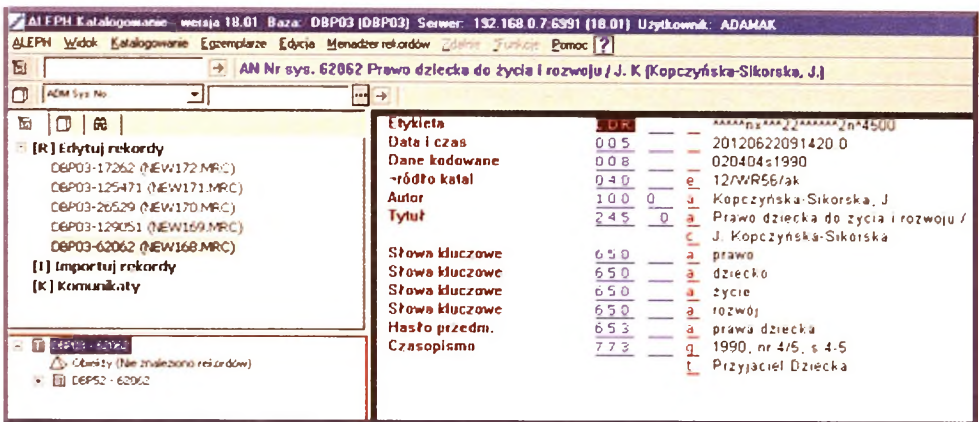 ALEPH Katalogowanie - wersja 18.01 Baza: DBP03 (DBP03) Serwer: 192.168.0.7:6991 (18.01) Użytkownik: ADAMAK
ALEPH Widok Katalogowanie Egzemplarze Edycja Menadżer rekordów Zdalnie Funkcje Pomoc ?
AN Nr sys. 62062 Prawo dziecka do życia i rozwoju / J. K (Kopczyńska-Sikorska, J.)
ADM Sys No
[R] Edytuj rekordy
DBP03-17262 (NEW172.MRC)
DBP03-125471 (NEW171.MRC)
DBP03-26529 (NEW170.MRC)
DBP03-129051 (NEW169.MRC)
DBP03-62062 (NEW168.MRC)
[I] Importuj rekordy
[K] Komunikaty
DBP03 - 62062
Obiekty (Nie znaleziono rekordów)
DBP52 - 62062
Etykieta LDR ^^^^^nx^^^22^^^^^^2n^4500
Data i czas 005 20120622091420.0
Dane kodowane 008 020404s1990
Źródło katal 040 e 12/WR56/ak
Autor 100 0 a Kopczyńska-Sikorska, J.
Tytuł 245 0 a Prawo dziecka do życia i rozwoju /
c J. Kopczyńska-Sikorska
Słowa kluczowe 650 a prawo
Słowa kluczowe 650 a dziecko
Słowa kluczowe 650 a życie
Słowa kluczowe 650 a rozwój
Hasło przedm. 653 a prawa dziecka
Czasopismo 773 g 1990, nr 4/5, s 4-5
t Przyjaciel Dziecka